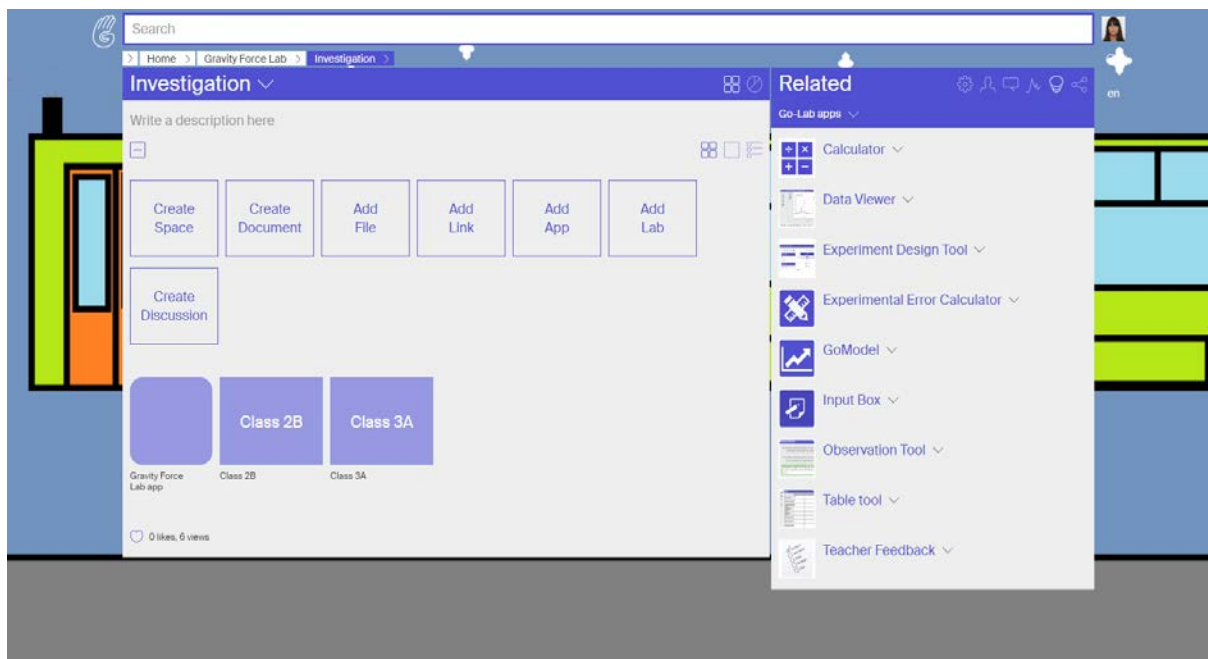 Search
Home
Gravity Force Lab
Investigation
Investigation
Write a description here
Create
Space
Create
Document
Add
File
Add
Link
Add
App
Add
Lab
Create
Discussion
Class 2B
Class 3A
Gravity Force
Lab app
Class 2B
Class 3A
0 likes, 6 views
Related
Go-Lab apps
Calculator
Data Viewer
Experiment Design Tool
Experimental Error Calculator
GoModel
Input Box
Observation Tool
Table tool
Teacher Feedback
en